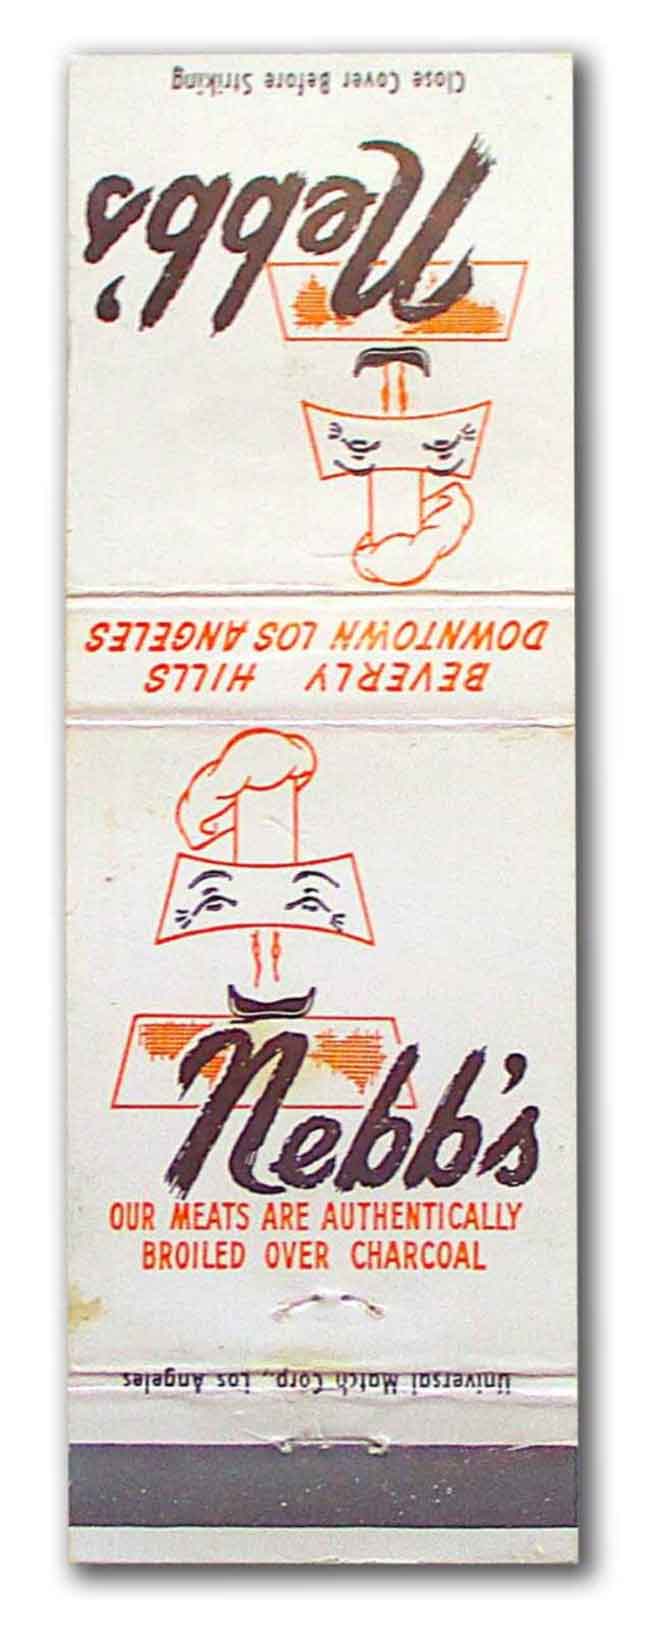 Close Cover Before Striking
Nebb's
DOWNTOWN LOS ANGELES
BEVERLY HILLS
Nebb's
OUR MEATS ARE AUTHENTICALLY
BROILED OVER CHARCOAL
Universal Match Corp., Los Angeles